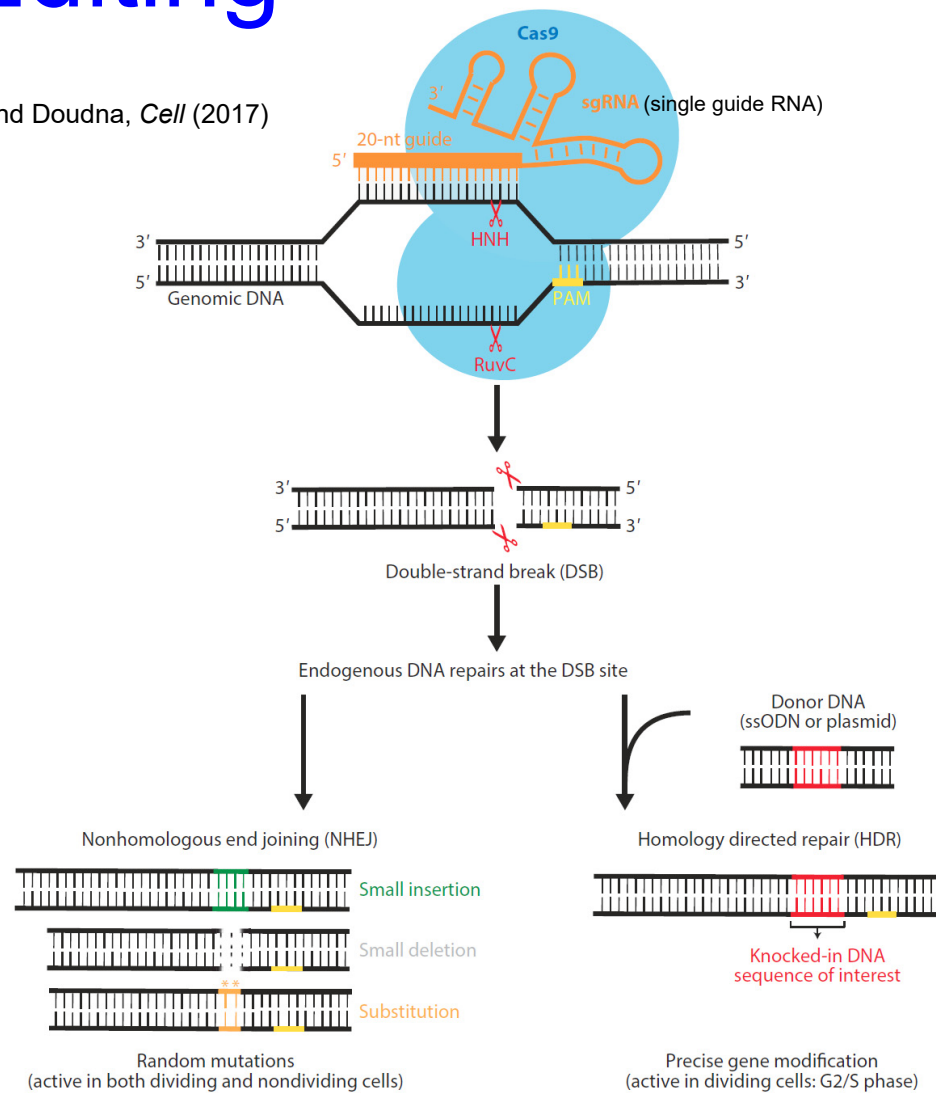 Editing
nd Doudna, Cell (2017)
Cas9
3′
sgRNA (single guide RNA)
20-nt guide
5′
HNH
3′
5′
5′
3′
Genomic DNA
PAM
RuvC
3′
5′
5′
3′
Double-strand break (DSB)
Endogenous DNA repairs at the DSB site
Donor DNA
(ssODN or plasmid)
Nonhomologous end joining (NHEJ)
Homology directed repair (HDR)
Small insertion
Small deletion
* *
Substitution
Knocked-in DNA
sequence of interest
Random mutations
(active in both dividing and nondividing cells)
Precise gene modification
(active in dividing cells: G2/S phase)